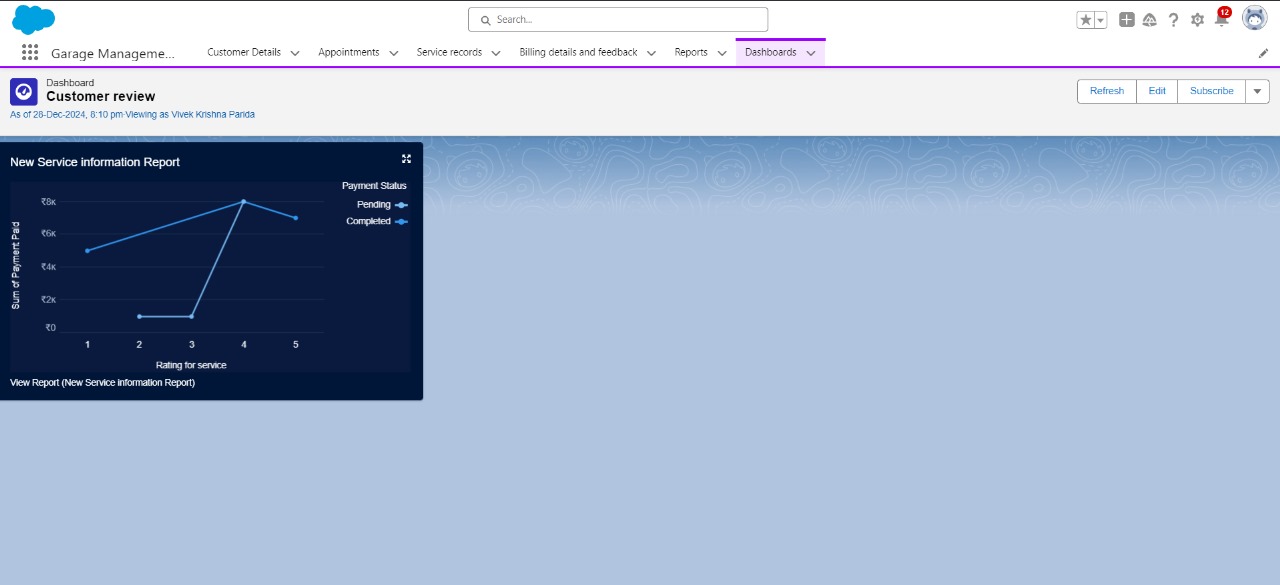 Search...
12
Garage Manageme...
Customer Details
Appointments
Service records
Billing details and feedback
Reports
Dashboards
Dashboard
Customer review
As of 28-Dec-2024, 8:10 pm·Viewing as Vivek Krishna Parida
Refresh
Edit
Subscribe
New Service information Report
Payment Status
Pending
Completed
Sum of Payment Paid
₹8K
₹6K
₹4K
₹2K
₹0
1 2 3 4 5
Rating for service
View Report (New Service information Report)